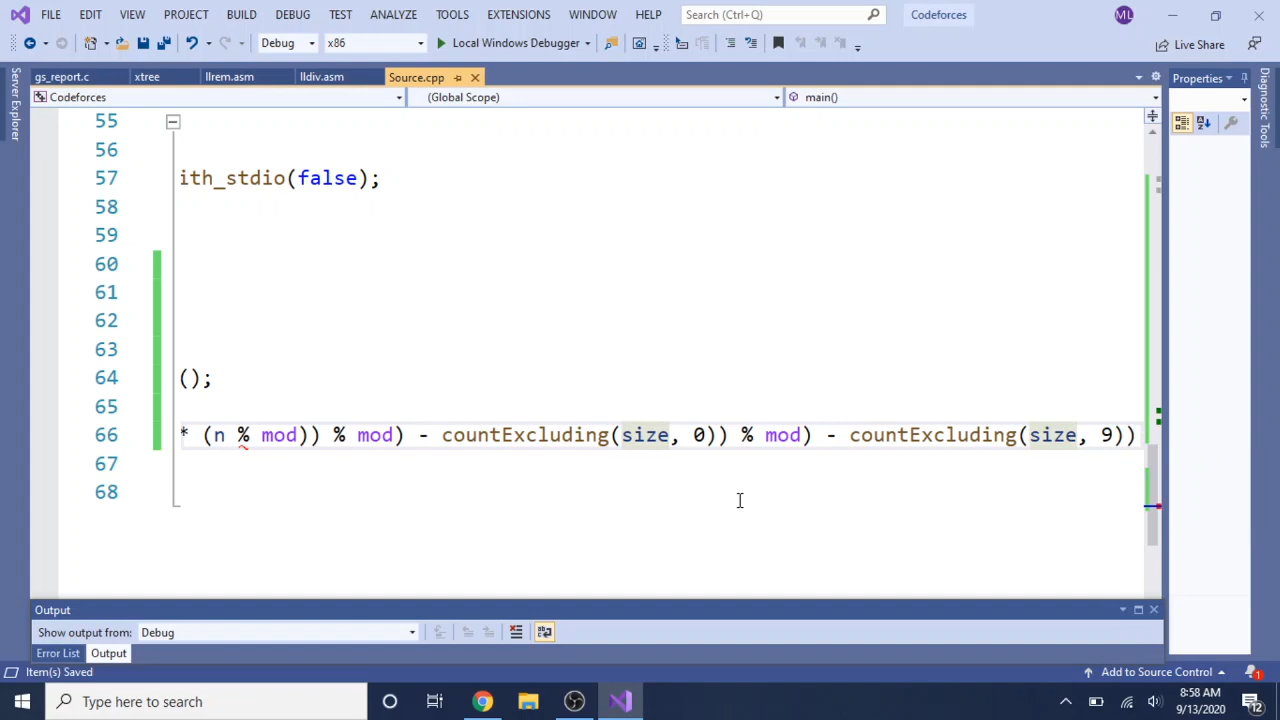 FILE EDIT VIEW PROJECT BUILD DEBUG TEST ANALYZE TOOLS EXTENSIONS WINDOW HELP Search (Ctrl+Q) Codeforces ML
Debug x86 Local Windows Debugger Live Share
gs_report.c xtree llrem.asm lldiv.asm Source.cpp Properties
Codeforces (Global Scope) main()
Server Explorer
Diagnostic Tools
55
56
57 ith_stdio(false);
58
59
60
61
62
63
64 ();
65
66 * (n % mod)) % mod) - countExcluding(size, 0)) % mod) - countExcluding(size, 9))
67
68
Output
Show output from: Debug
Error List Output
Item(s) Saved Add to Source Control 1
Type here to search 8:58 AM
9/13/2020 12